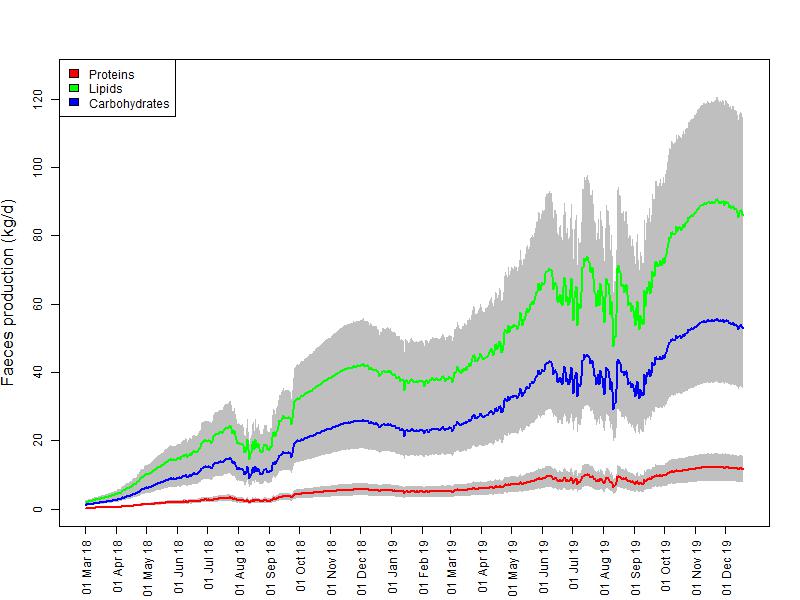 Proteins
Lipids
Carbohydrates
Faeces production (kg/d)
120
100
80
60
40
20
0
01 Mar 18
01 Apr 18
01 May 18
01 Jun 18
01 Jul 18
01 Aug 18
01 Sep 18
01 Oct 18
01 Nov 18
01 Dec 18
01 Jan 19
01 Feb 19
01 Mar 19
01 Apr 19
01 May 19
01 Jun 19
01 Jul 19
01 Aug 19
01 Sep 19
01 Oct 19
01 Nov 19
01 Dec 19